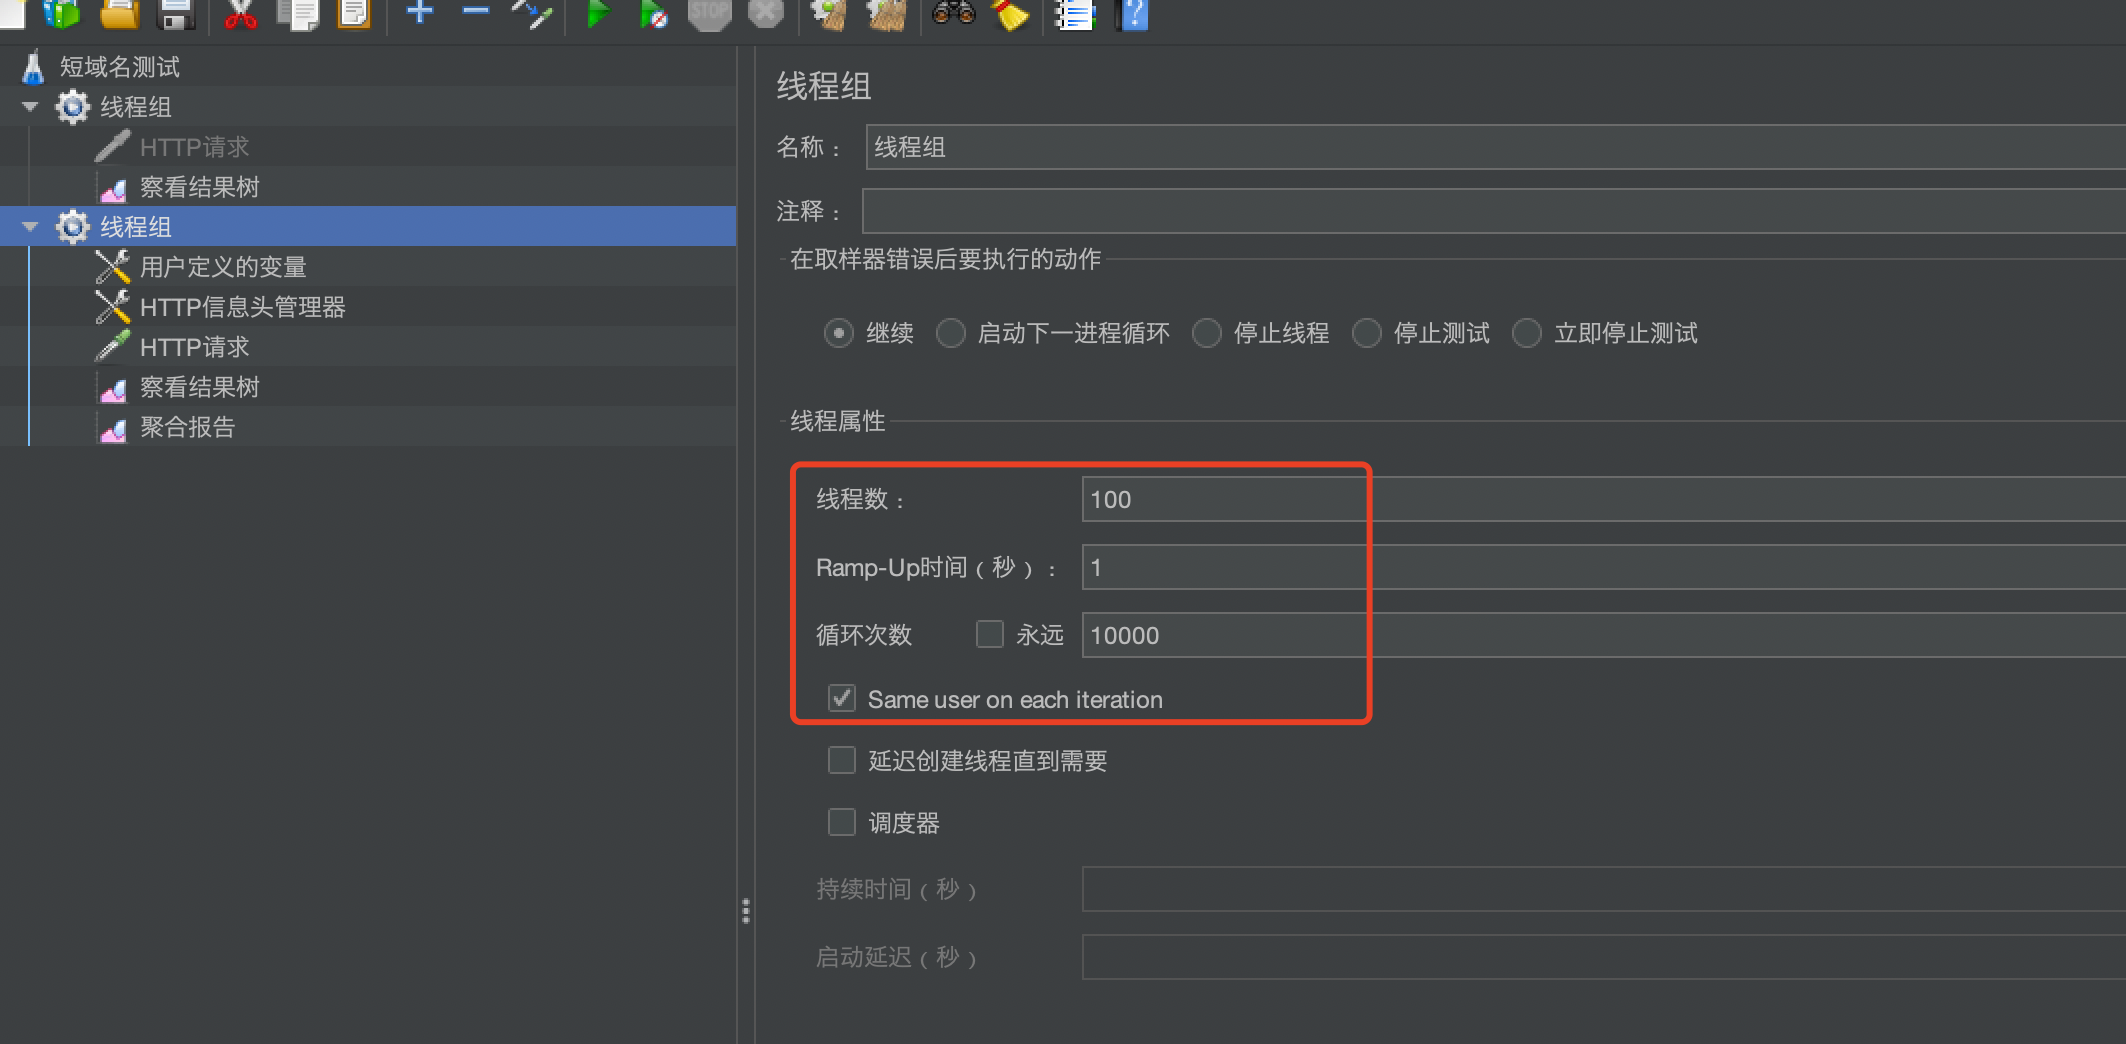 STOP
短域名测试
线程组
HTTP请求
察看结果树
线程组
用户定义的变量
HTTP信息头管理器
HTTP请求
察看结果树
聚合报告
线程组
名称： 线程组
注释：
在取样器错误后要执行的动作
继续 启动下一进程循环 停止线程 停止测试 立即停止测试
线程属性
线程数： 100
Ramp-Up时间（秒）： 1
循环次数 永远 10000
Same user on each iteration
延迟创建线程直到需要
调度器
持续时间（秒）
启动延迟（秒）